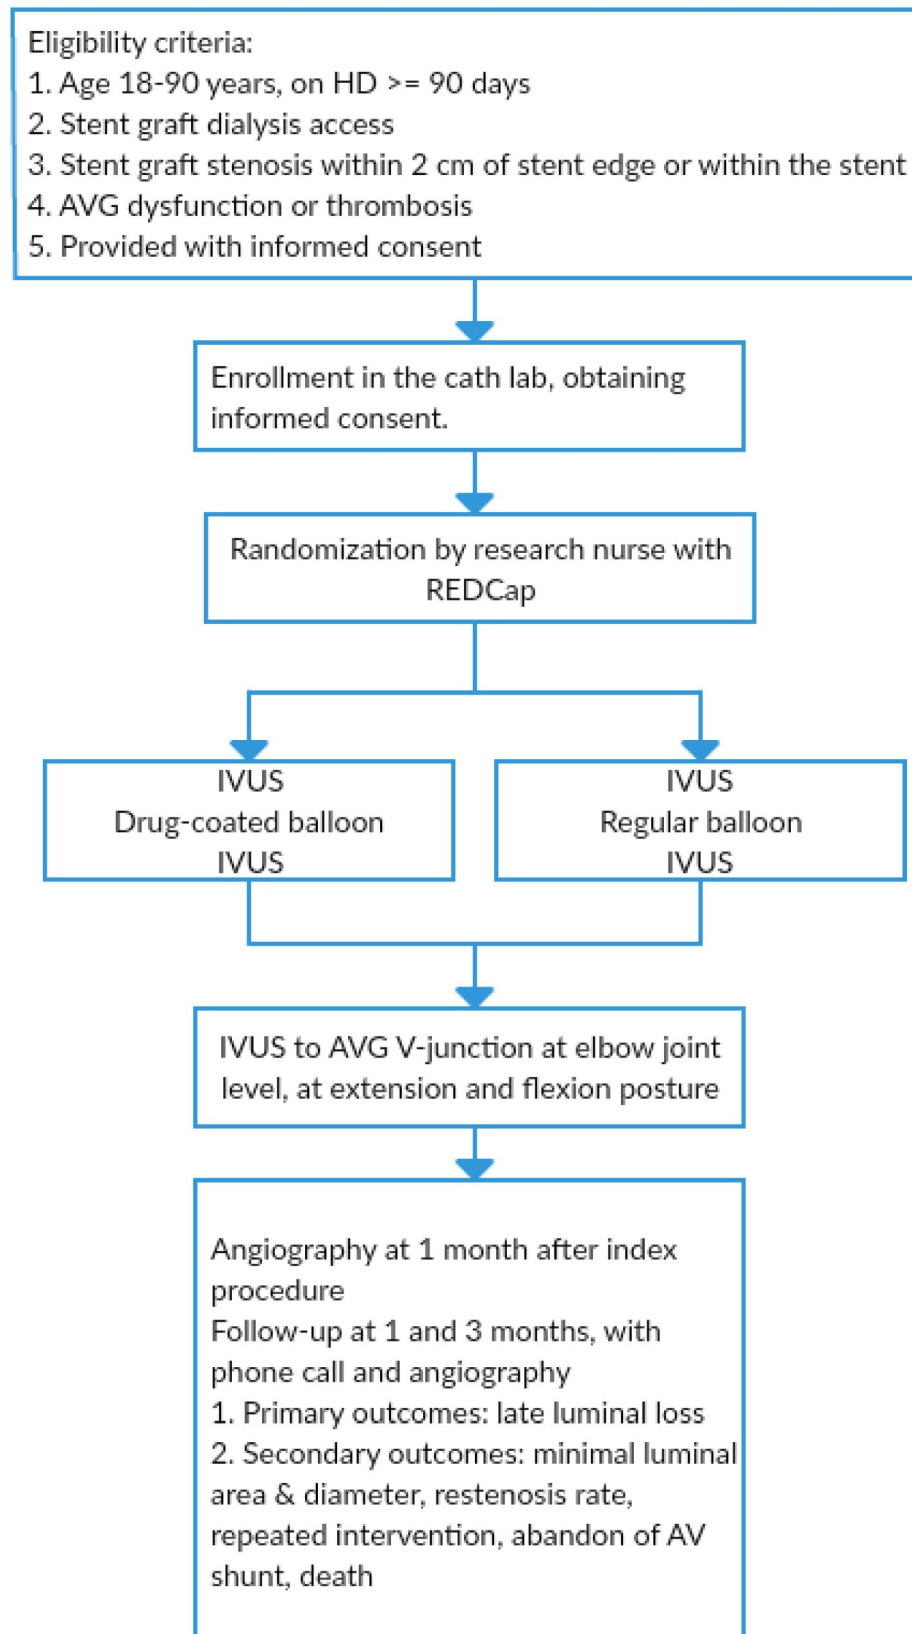 Eligibility criteria:
1. Age 18-90 years, on HD >= 90 days
2. Stent graft dialysis access
3. Stent graft stenosis within 2 cm of stent edge or within the stent
4. AVG dysfunction or thrombosis
5. Provided with informed consent
Enrollment in the cath lab, obtaining
informed consent.
Randomization by research nurse with
REDCap
IVUS
Drug-coated balloon
IVUS
IVUS
Regular balloon
IVUS
IVUS to AVG V-junction at elbow joint
level, at extension and flexion posture
Angiography at 1 month after index
procedure
Follow-up at 1 and 3 months, with
phone call and angiography
1. Primary outcomes: late luminal loss
2. Secondary outcomes: minimal luminal
area & diameter, restenosis rate,
repeated intervention, abandon of AV
shunt, death